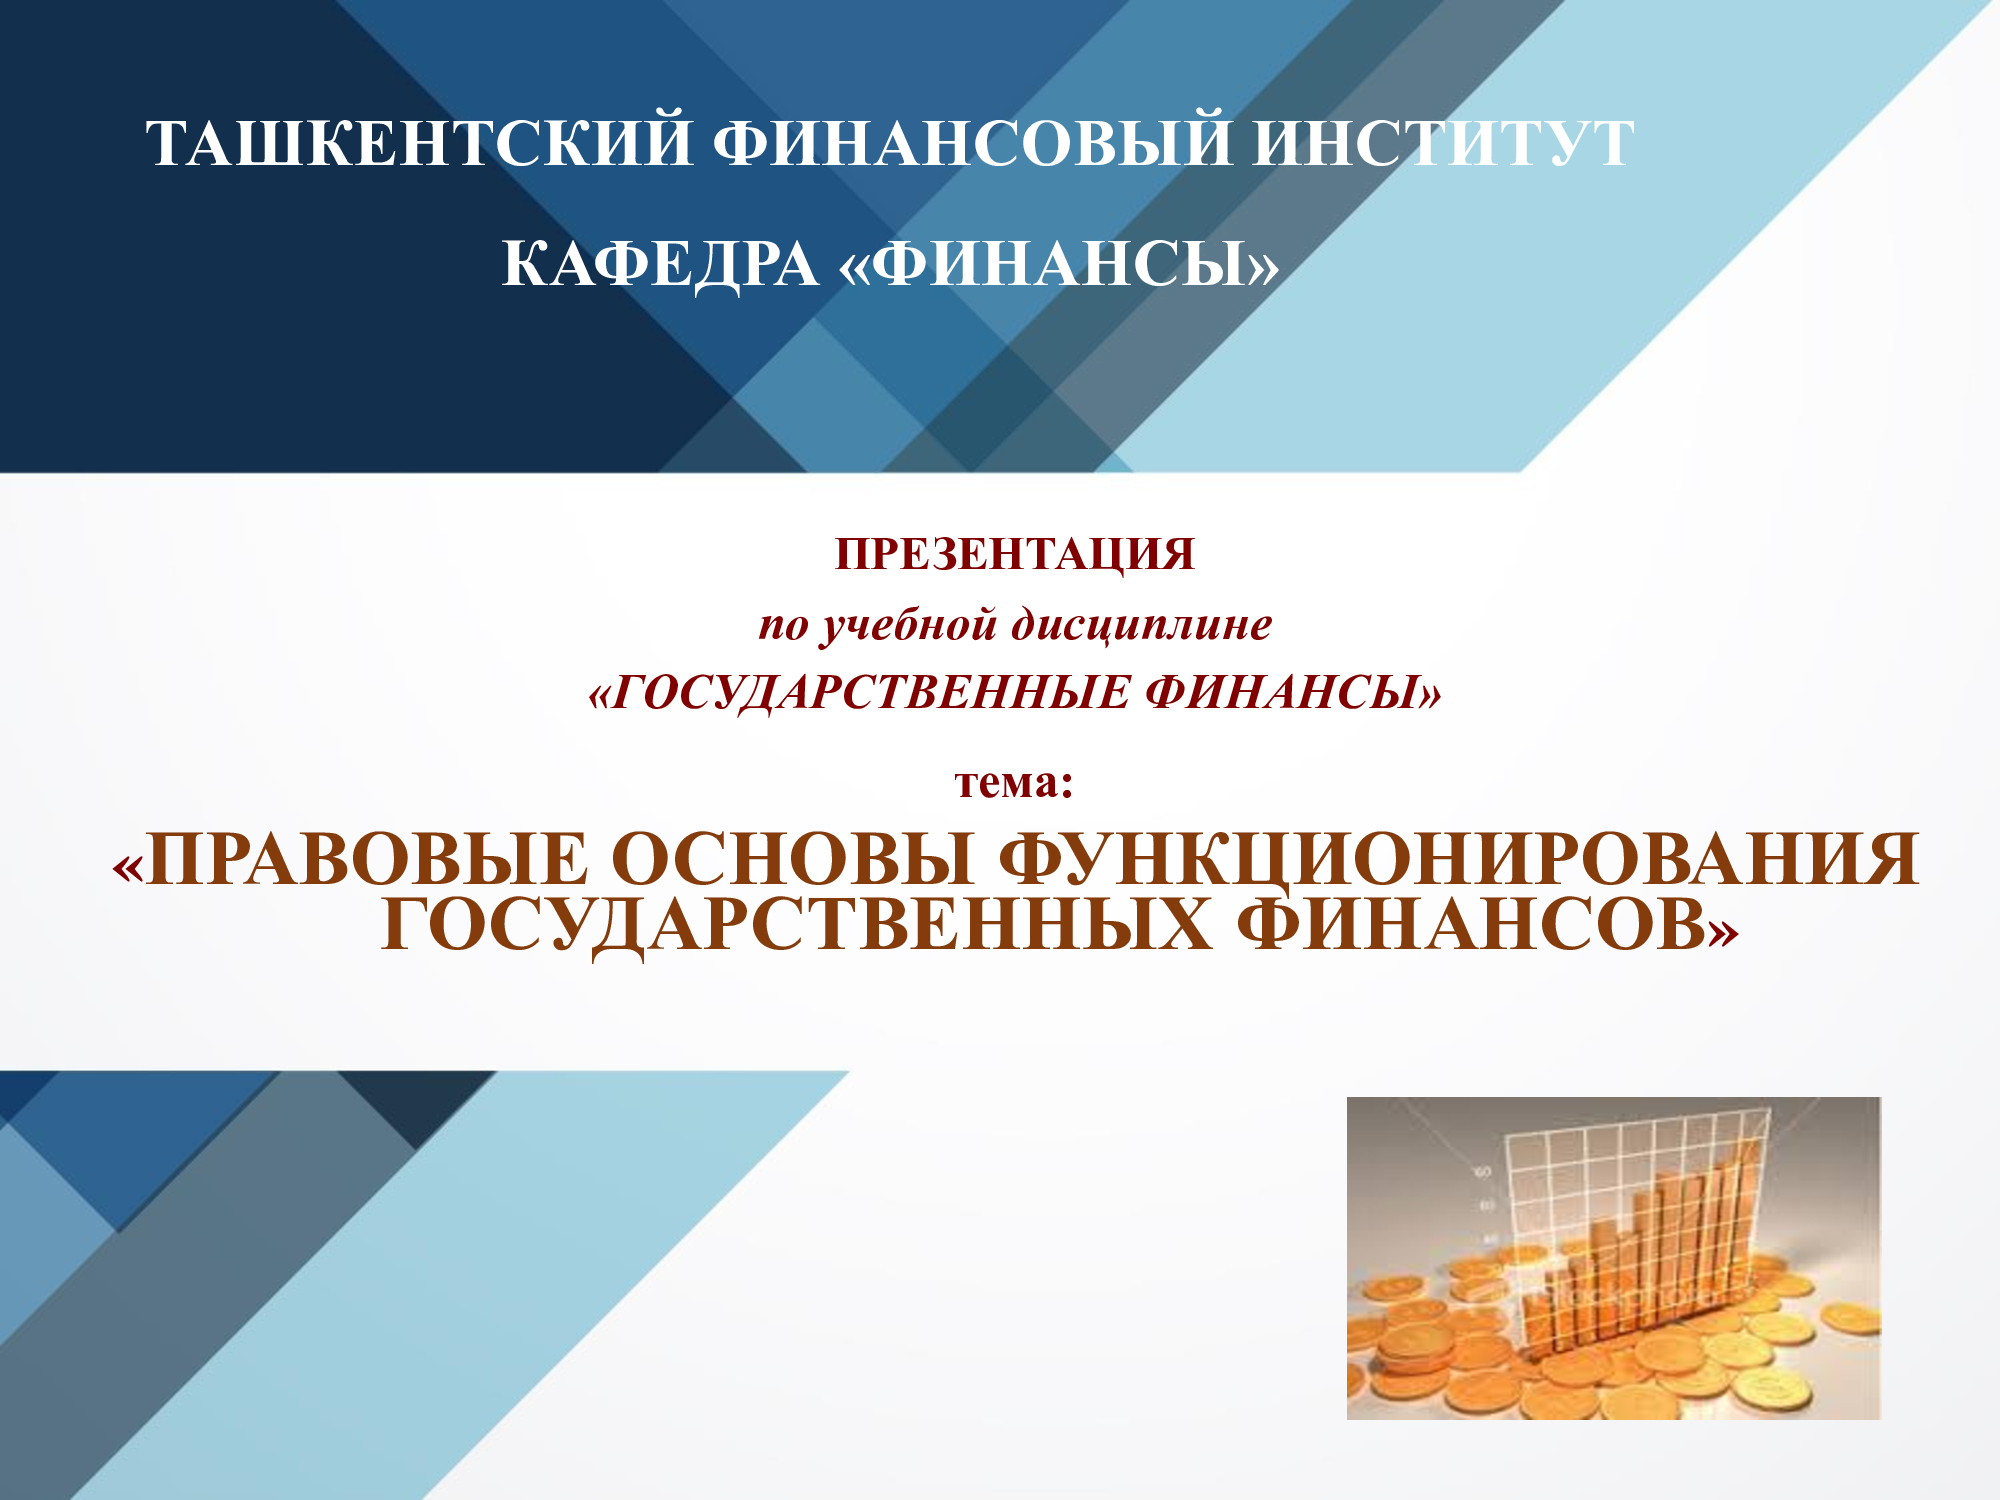 ТАШКЕНТСКИЙ ФИНАНСОВЫЙ ИНСТИТУТ
КАФЕДРА «ФИНАНСЫ»
ПРЕЗЕНТАЦИЯ
по учебной дисциплине
«ГОСУДАРСТВЕННЫЕ ФИНАНСЫ»
тема:
«ПРАВОВЫЕ ОСНОВЫ ФУНКЦИОНИРОВАНИЯ
ГОСУДАРСТВЕННЫХ ФИНАНСОВ»